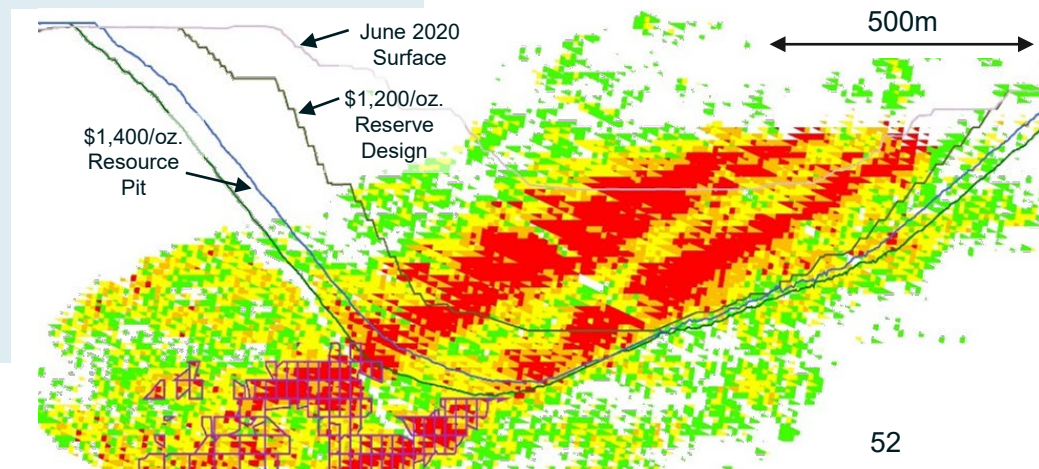 500m
June 2020
Surface
$1,200/oz.
Reserve
Design
$1,400/oz.
Resource
Pit
52